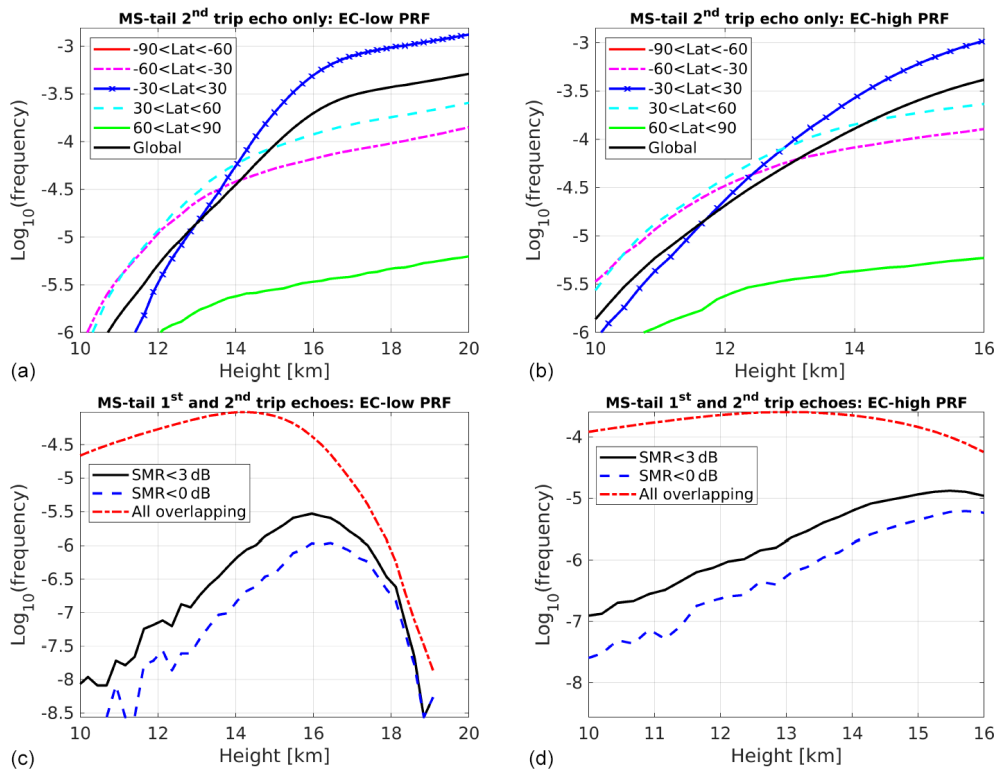 MS-tail 2nd trip echo only: EC-low PRF
-3
-3.5
-4
-4.5
-5
-5.5
-6
Log10(frequency)
-90<Lat<-60
-60<Lat<-30
-30<Lat<30
30<Lat<60
60<Lat<90
Global
10 12 14 16 18 20
Height [km]
(a)
MS-tail 2nd trip echo only: EC-high PRF
-3
-3.5
-4
-4.5
-5
-5.5
-6
Log10(frequency)
-90<Lat<-60
-60<Lat<-30
-30<Lat<30
30<Lat<60
60<Lat<90
Global
10 11 12 13 14 15 16
Height [km]
(b)
MS-tail 1st and 2nd trip echoes: EC-low PRF
-4.5
-5
-5.5
-6
-6.5
-7
-7.5
-8
-8.5
Log10(frequency)
SMR<3 dB
SMR<0 dB
All overlapping
10 12 14 16 18 20
Height [km]
(c)
MS-tail 1st and 2nd trip echoes: EC-high PRF
-4
-5
-6
-7
-8
Log10(frequency)
SMR<3 dB
SMR<0 dB
All overlapping
10 11 12 13 14 15 16
Height [km]
(d)